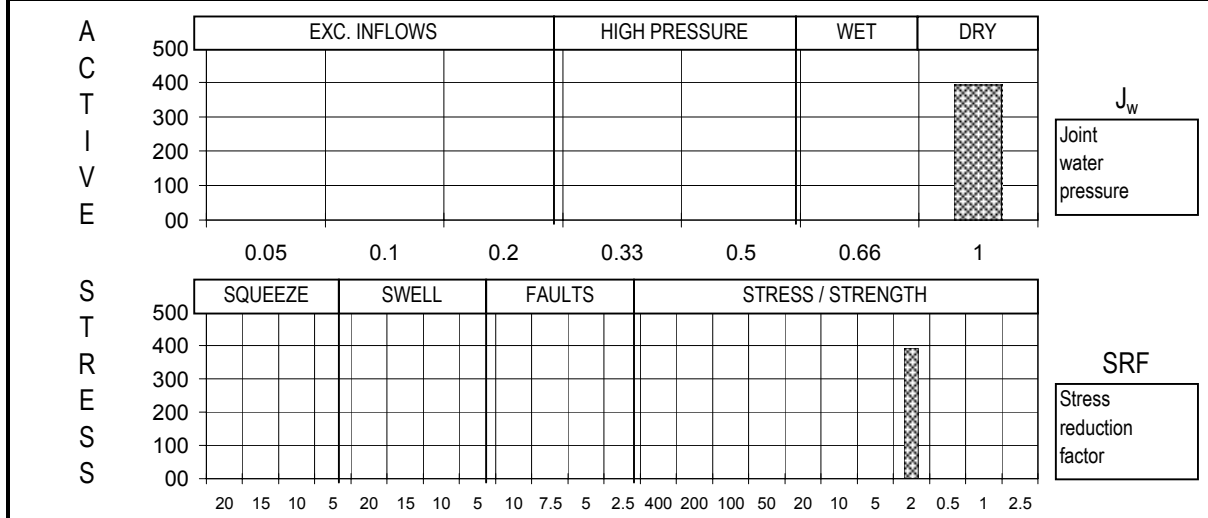 A
C
T
I
V
E
S
T
R
E
S
S
EXC. INFLOWS HIGH PRESSURE WET DRY
500
400
300
200
100
00
0.05 0.1 0.2 0.33 0.5 0.66 1
Jw
Joint
water
pressure
SQUEEZE SWELL FAULTS STRESS / STRENGTH
500
400
300
200
100
00
20 15 10 5 20 15 10 5 10 7.5 5 2.5 400 200 100 50 20 10 5 2 0.5 1 2.5
SRF
Stress
reduction
factor